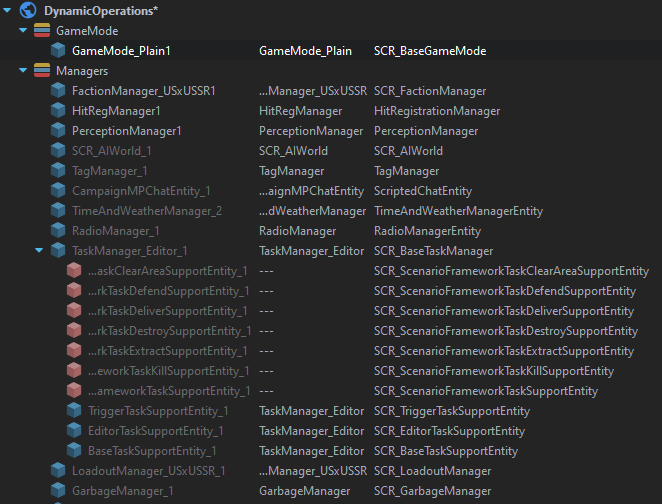 DynamicOperations*
GameMode
GameMode_Plain1 GameMode_Plain SCR_BaseGameMode
Managers
FactionManager_USxUSSR1 ...Manager_USxUSSR SCR_FactionManager
HitRegManager1 HitRegManager HitRegistrationManager
PerceptionManager1 PerceptionManager PerceptionManager
SCR_AIWorld_1 SCR_AIWorld SCR_AIWorld
TagManager_1 TagManager TagManager
CampaignMPChatEntity_1 ...aignMPChatEntity ScriptedChatEntity
TimeAndWeatherManager_2 ...dWeatherManager TimeAndWeatherManagerEntity
RadioManager_1 RadioManager RadioManagerEntity
TaskManager_Editor_1 TaskManager_Editor SCR_BaseTaskManager
...askClearAreaSupportEntity_1 --- SCR_ScenarioFrameworkTaskClearAreaSupportEntity
...rkTaskDefendSupportEntity_1 --- SCR_ScenarioFrameworkTaskDefendSupportEntity
...rkTaskDeliverSupportEntity_1 --- SCR_ScenarioFrameworkTaskDeliverSupportEntity
...rkTaskDestroySupportEntity_1 --- SCR_ScenarioFrameworkTaskDestroySupportEntity
...rkTaskExtractSupportEntity_1 --- SCR_ScenarioFrameworkTaskExtractSupportEntity
...eworkTaskKillSupportEntity_1 --- SCR_ScenarioFrameworkTaskKillSupportEntity
...ameworkTaskSupportEntity_1 --- SCR_ScenarioFrameworkTaskSupportEntity
TriggerTaskSupportEntity_1 TaskManager_Editor SCR_TriggerTaskSupportEntity
EditorTaskSupportEntity_1 TaskManager_Editor SCR_EditorTaskSupportEntity
BaseTaskSupportEntity_1 TaskManager_Editor SCR_BaseTaskSupportEntity
LoadoutManager_USxUSSR_1 ...Manager_USxUSSR SCR_LoadoutManager
GarbageManager_1 GarbageManager SCR_GarbageManager